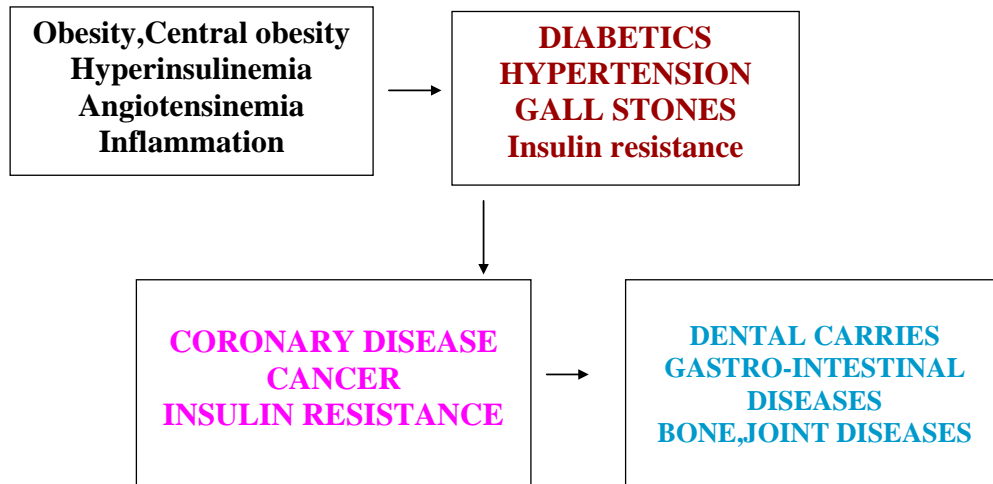 Obesity,Central obesity
Hyperinsulinemia
Angiotensinemia
Inflammation
DIABETICS
HYPERTENSION
GALL STONES
Insulin resistance
CORONARY DISEASE
CANCER
INSULIN RESISTANCE
DENTAL CARRIES
GASTRO-INTESTINAL
DISEASES
BONE,JOINT DISEASES